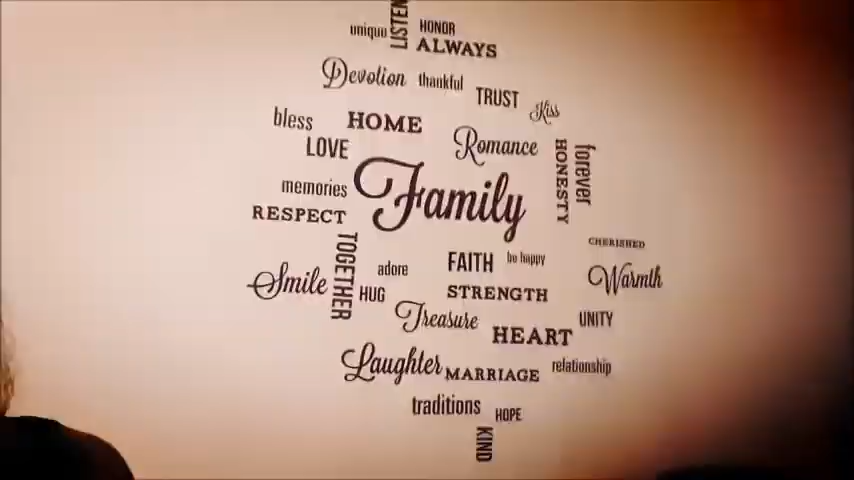 unique LISTEN HONOR
ALWAYS
Devotion thankful
TRUST Kiss
bless HOME
LOVE Romance
HONESTY forever
memories Family
RESPECT
TOGETHER
CHERISHED
adore FAITH be happy
Smile HUG STRENGTH Warmth
Treasure UNITY
HEART
Laughter MARRIAGE relationship
traditions HOPE
KIND